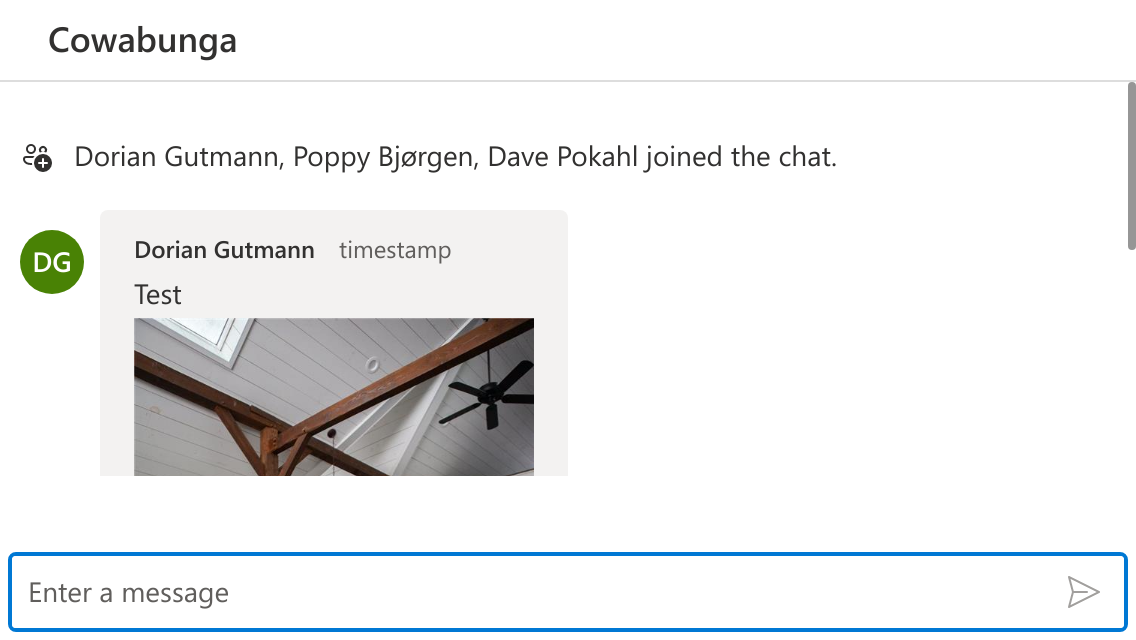 Cowabunga
Dorian Gutmann, Poppy Bjørgen, Dave Pokahl joined the chat.
DG
Dorian Gutmann timestamp
Test
Enter a message